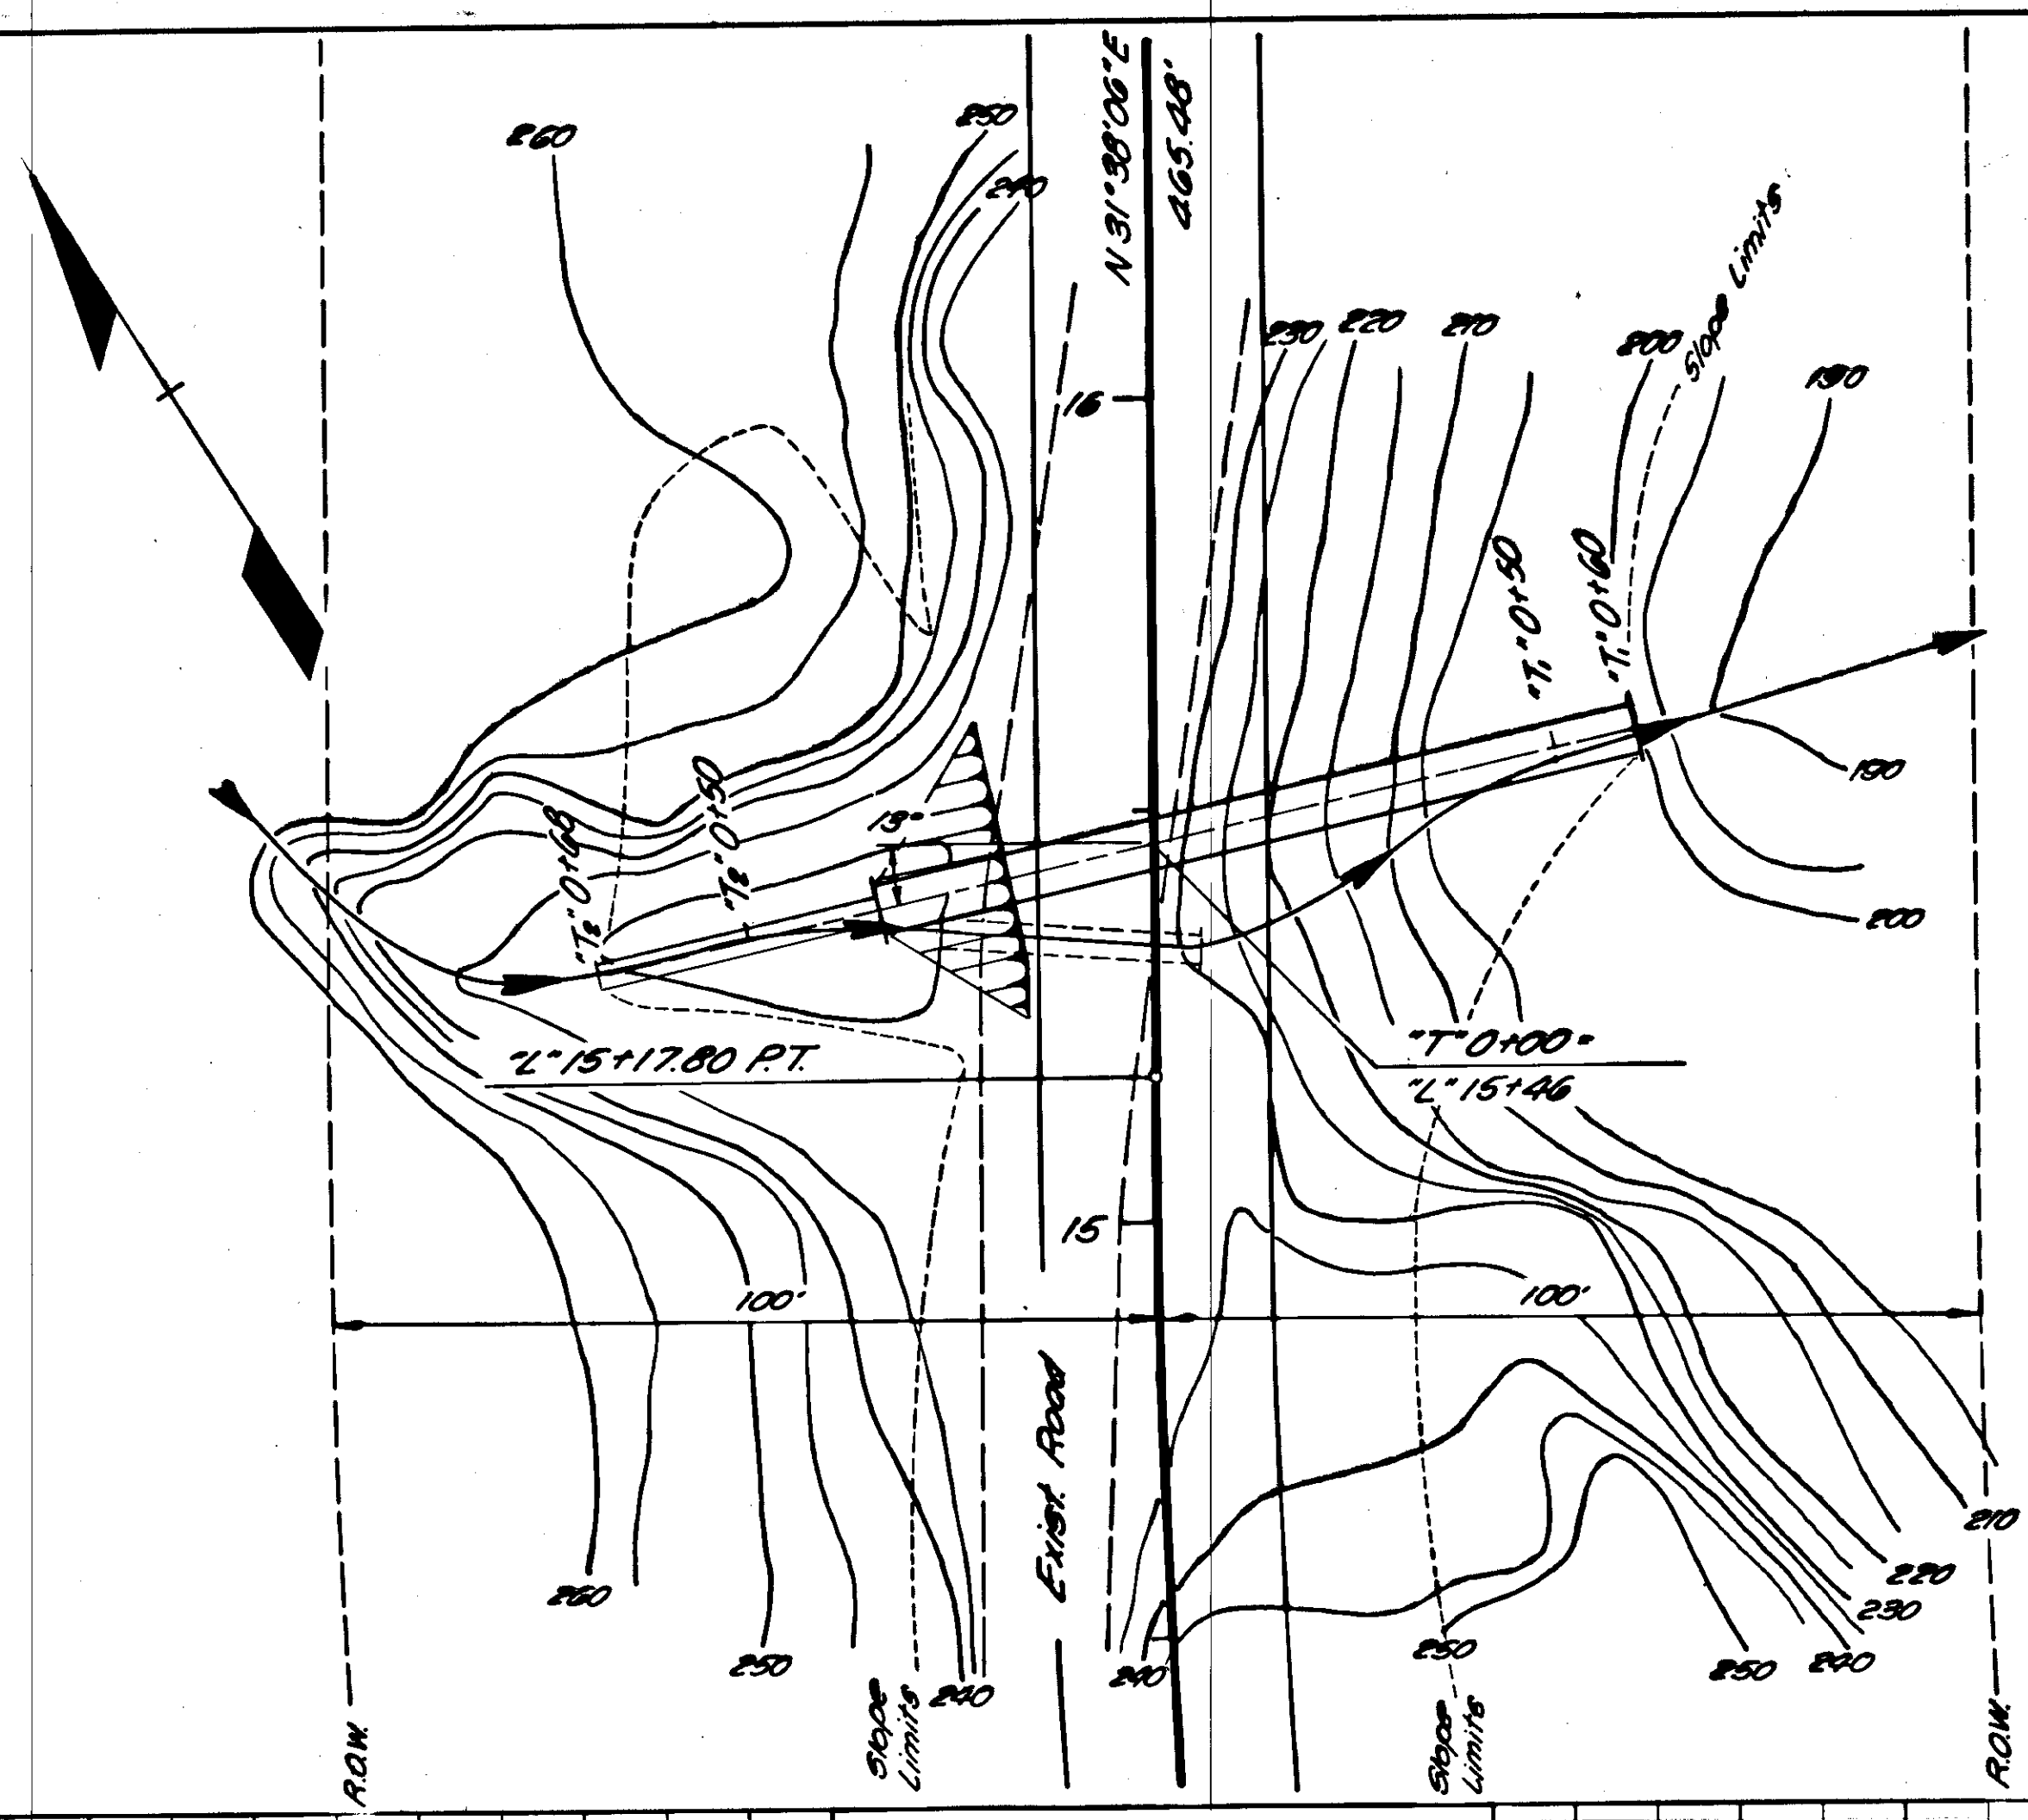 260
250
240
N 31°38'06" E
465.48'
Slope Limits
230
220
210
200
190
16
"T1" 0+50
"T1" 0+60
190
200
13°
"T2" 0+50
"T2" 0+68
"L" 15+17.80 P.T.
"T" 0+00 =
"L" 15+46
15
100'
100'
Exist. Road
260
250
240
240
250
250
240
230
220
210
Slope
Limits
Slope
Limits
R.O.W.
R.O.W.